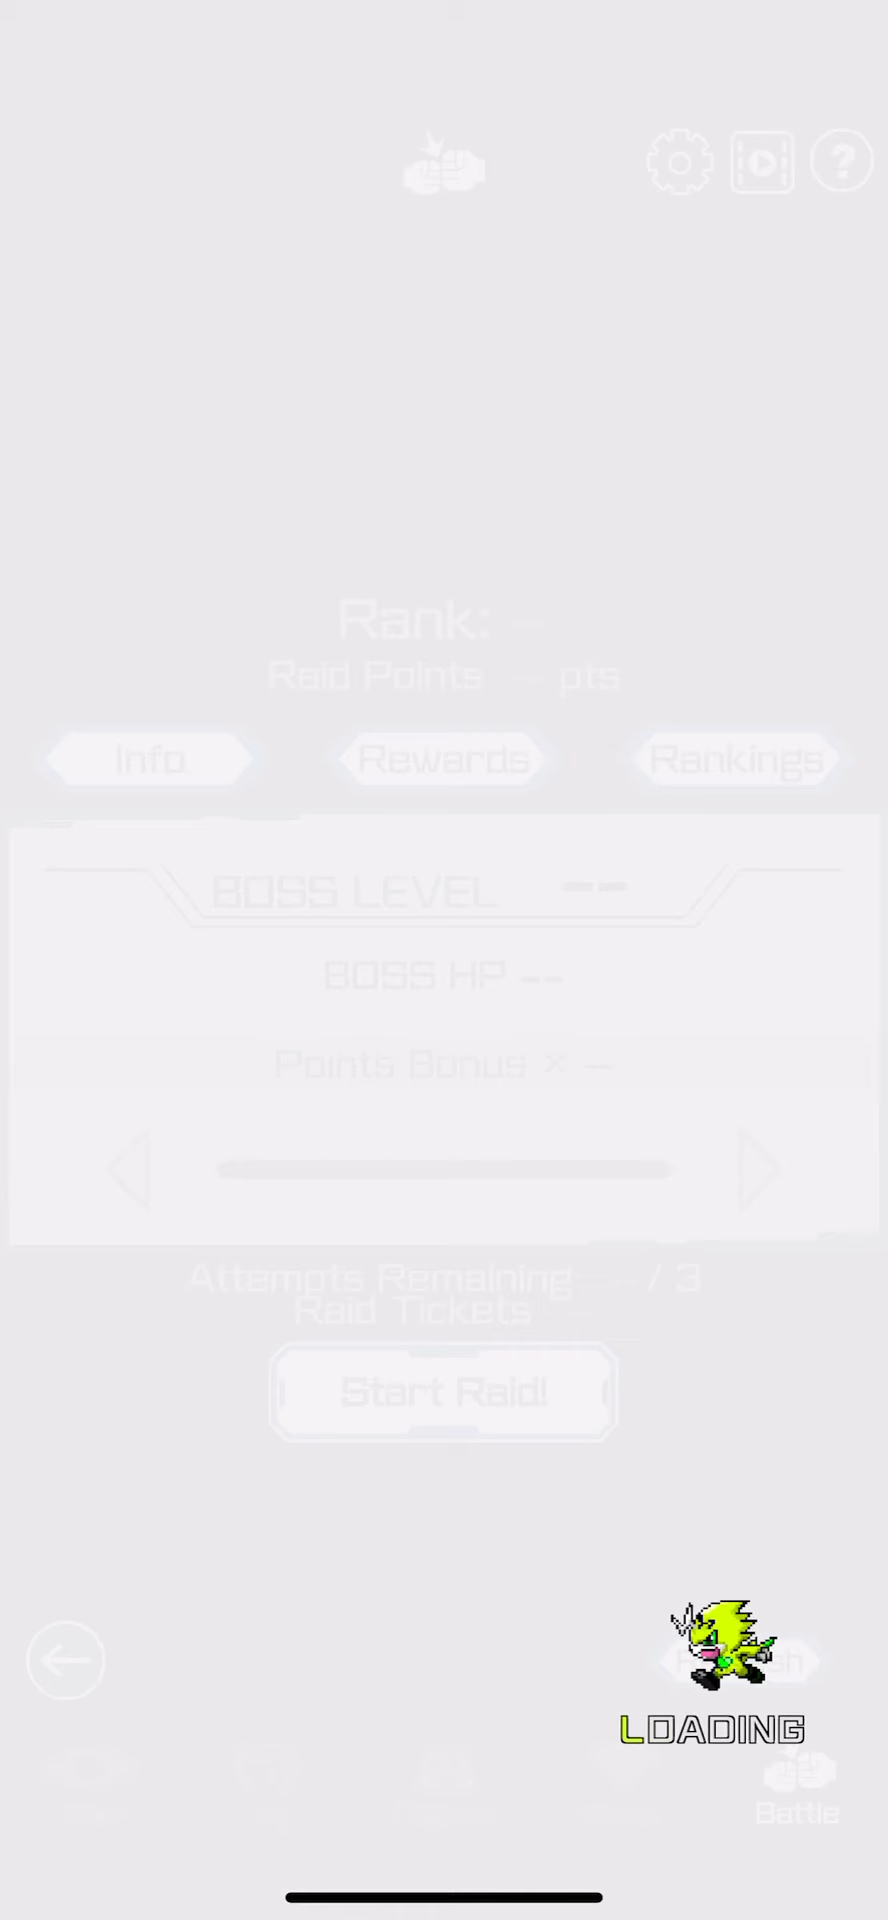 ?
Rank: --
Raid Points -- pts
Info
Rewards
Rankings
BOSS LEVEL --
BOSS HP --
Points Bonus × --
Attempts Remaining -- / 3
Raid Tickets --
Start Raid!
LOADING
Battle